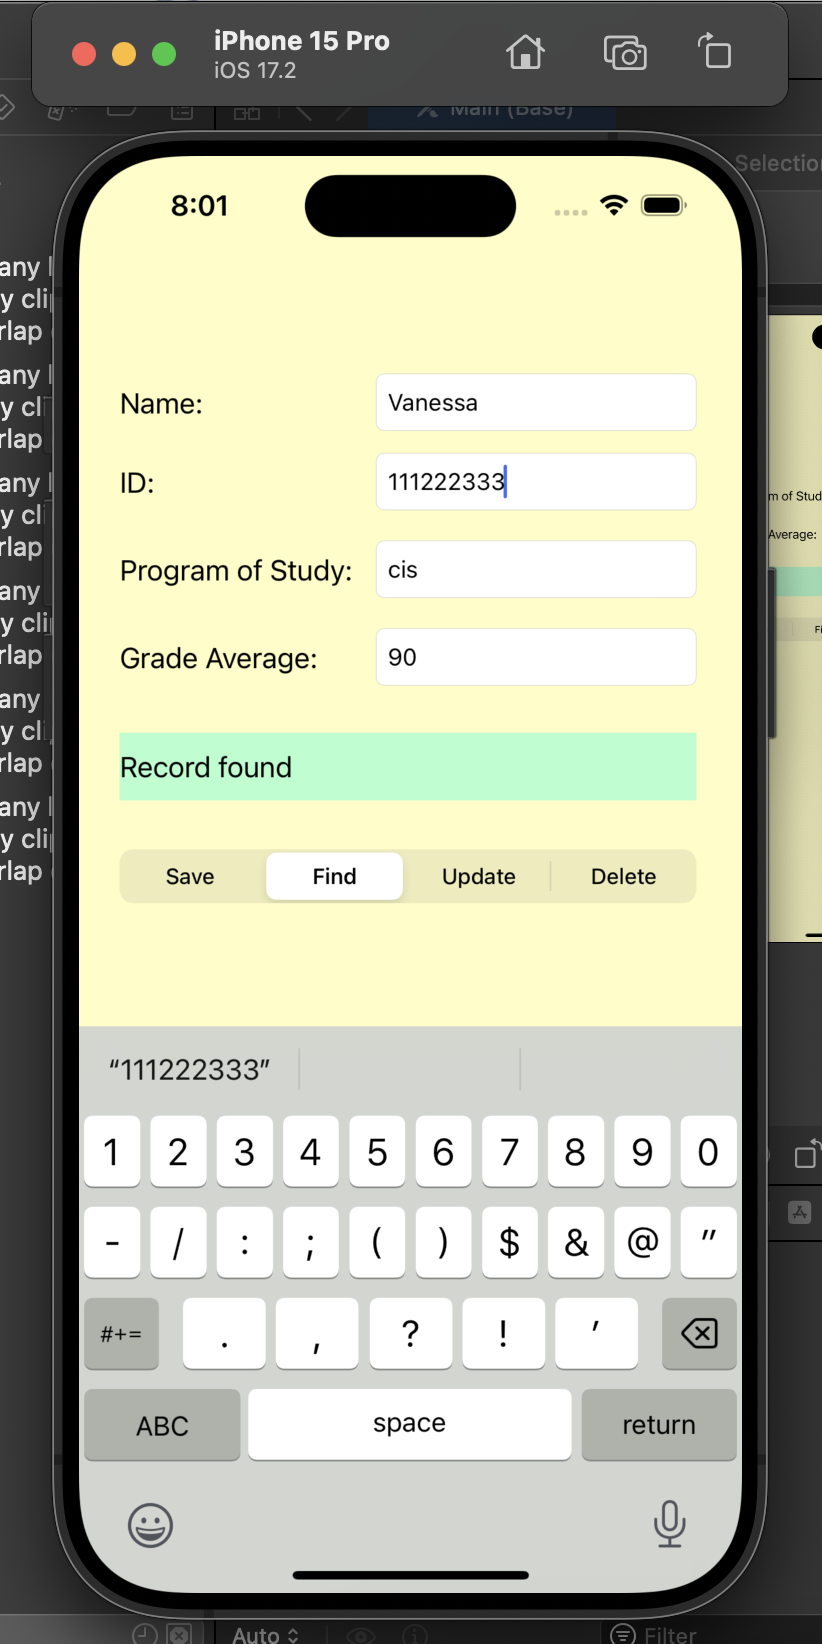 iPhone 15 Pro
iOS 17.2
Main (Base)
Selection
8:01
any l
y clip
rlap
any l
y cli
rlap
any l
y cli
rlap
any l
y cli
rlap
any
y cli
rlap
any l
y clip
rlap
Name:
Vanessa
ID:
111222333
Program of Study:
cis
Grade Average:
90
Record found
Save Find Update Delete
m of Stud
Average:
Fi
“111222333”
1 2 3 4 5 6 7 8 9 0
- / : ; ( ) $ & @ "
#+= . , ? ! ’
ABC space return
Auto
Filter